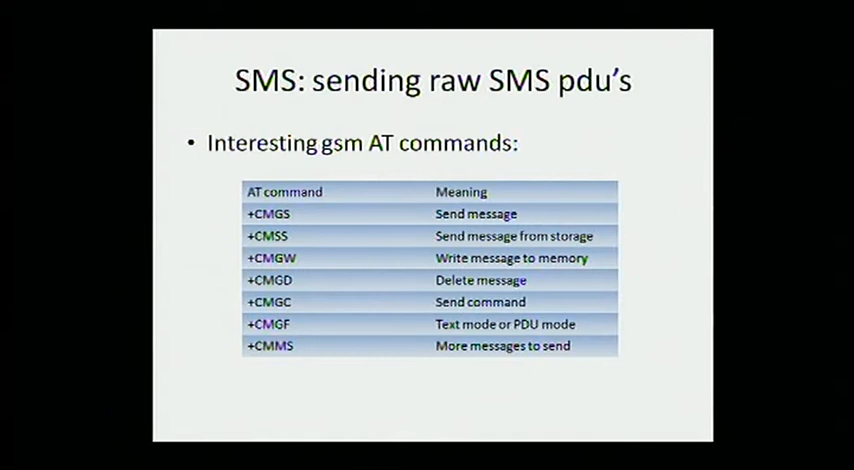 SMS: sending raw SMS pdu's
• Interesting gsm AT commands:
AT command Meaning
+CMGS Send message
+CMSS Send message from storage
+CMGW Write message to memory
+CMGD Delete message
+CMGC Send command
+CMGF Text mode or PDU mode
+CMMS More messages to send